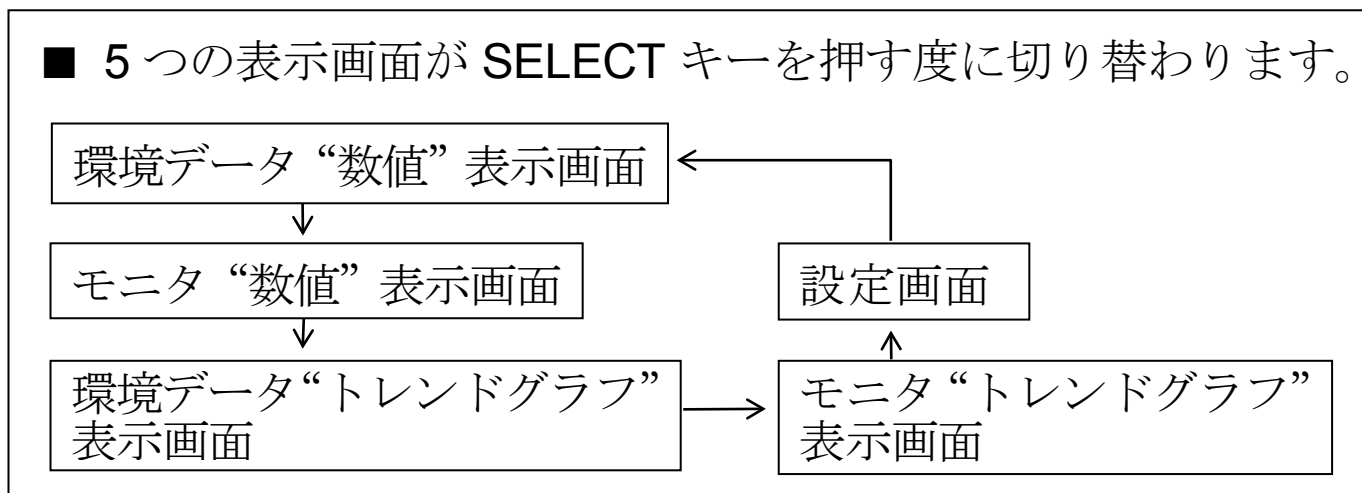 ■ 5つの表示画面が SELECT キーを押す度に切り替わります。
環境データ “数値” 表示画面
モニタ “数値” 表示画面
設定画面
環境データ“トレンドグラフ”
表示画面
モニタ “トレンドグラフ”
表示画面